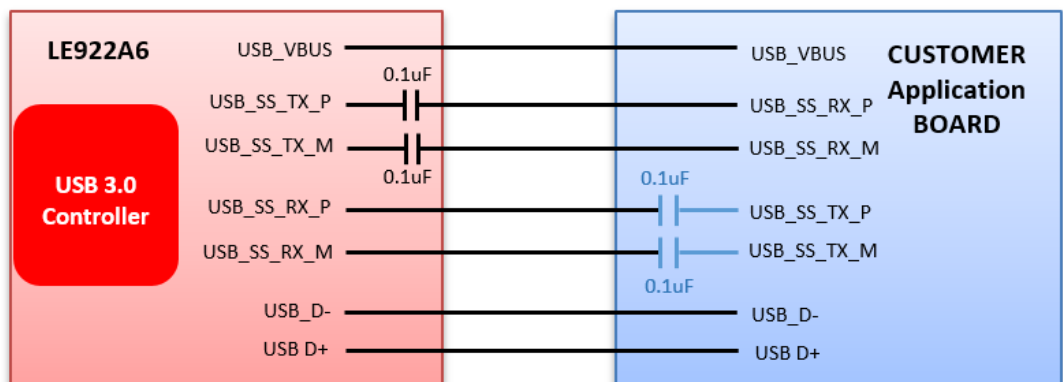 LE922A6
USB 3.0
Controller
USB_VBUS
0.1uF
USB_SS_TX_P
USB_SS_TX_M
0.1uF
USB_SS_RX_P
USB_SS_RX_M
USB_D-
USB D+
0.1uF
0.1uF
USB_VBUS
USB_SS_RX_P
USB_SS_RX_M
USB_SS_TX_P
USB_SS_TX_M
USB_D-
USB D+
CUSTOMER
Application
BOARD